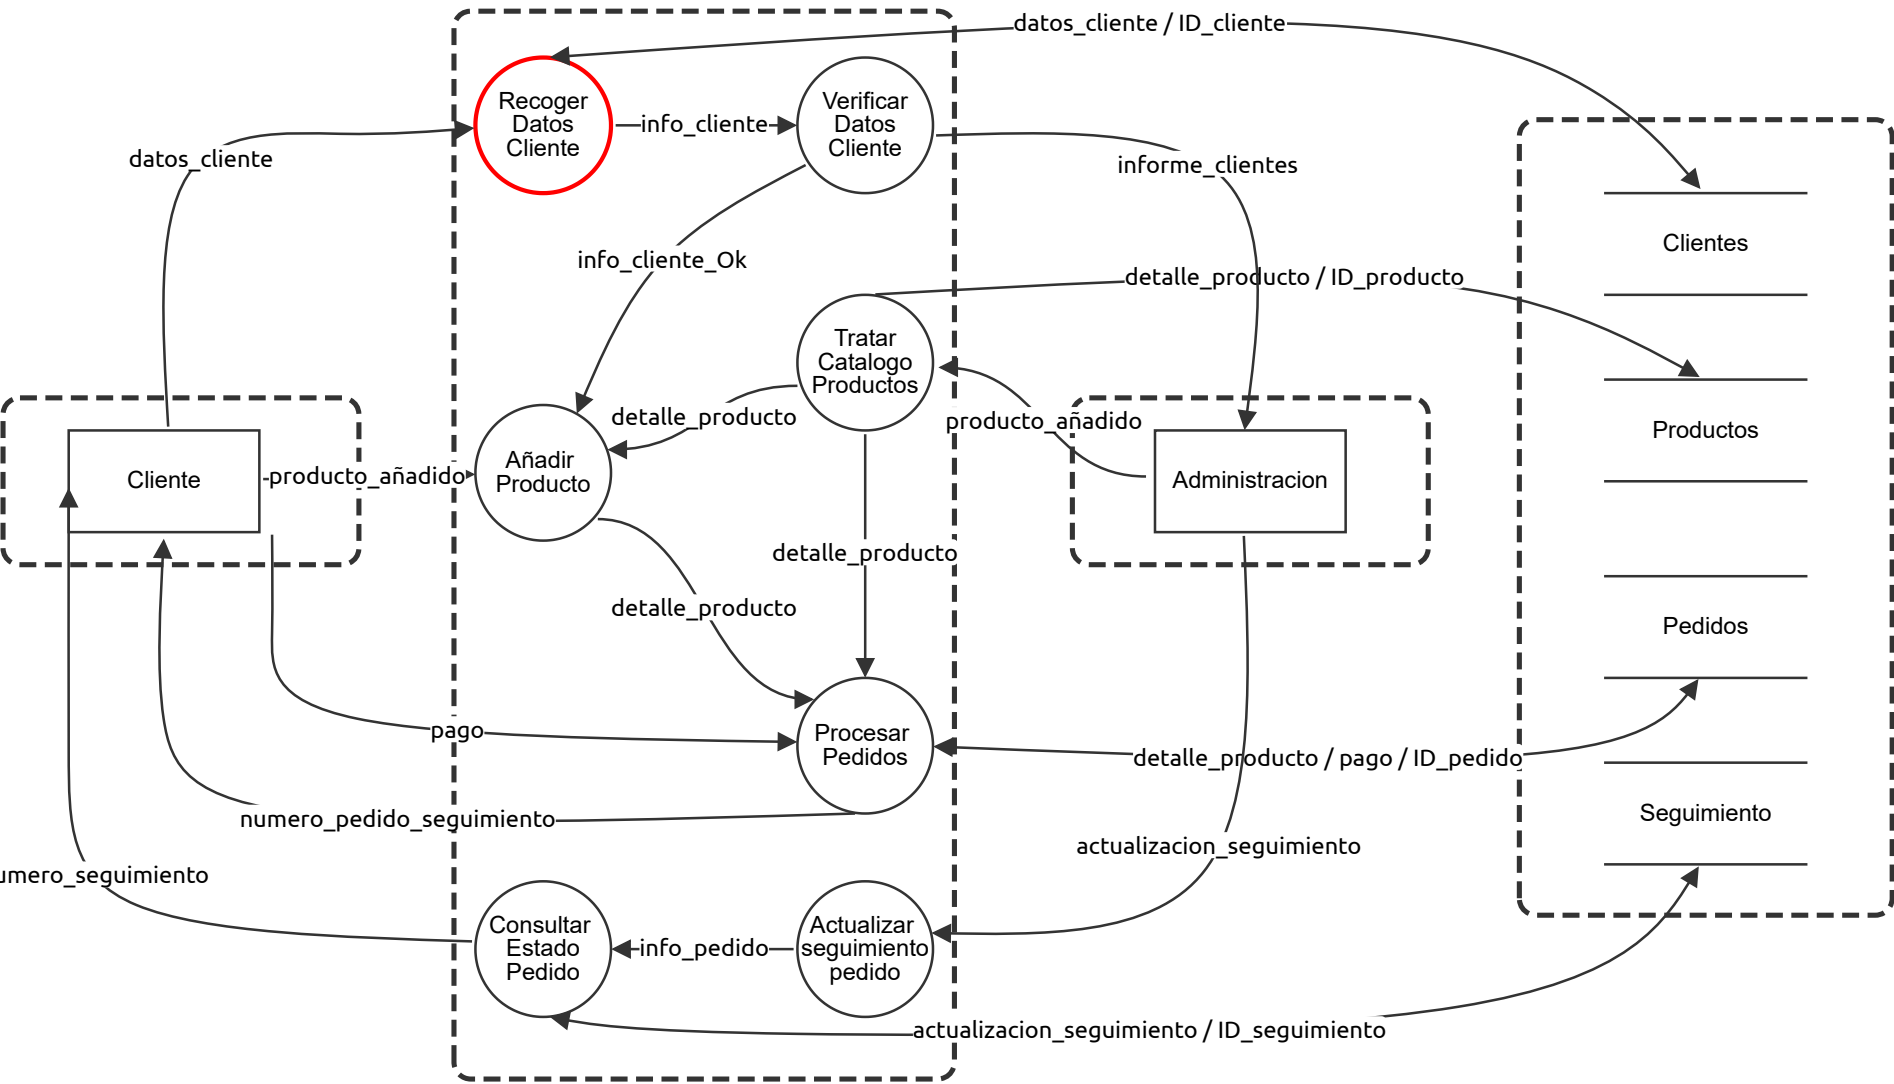 datos_cliente / ID_cliente
Recoger
Datos
Cliente
info_cliente
Verificar
Datos
Cliente
datos_cliente
informe_clientes
Clientes
info_cliente_Ok
detalle_producto / ID_producto
Tratar
Catalogo
Productos
detalle_producto
producto_añadido
Productos
Cliente
producto_añadido
Añadir
Producto
Administracion
detalle_producto
detalle_producto
Pedidos
pago
Procesar
Pedidos
detalle_producto / pago / ID_pedido
numero_pedido_seguimiento
Seguimiento
actualizacion_seguimiento
umero_seguimiento
Consultar
Estado
Pedido
info_pedido
Actualizar
seguimiento
pedido
actualizacion_seguimiento / ID_seguimiento